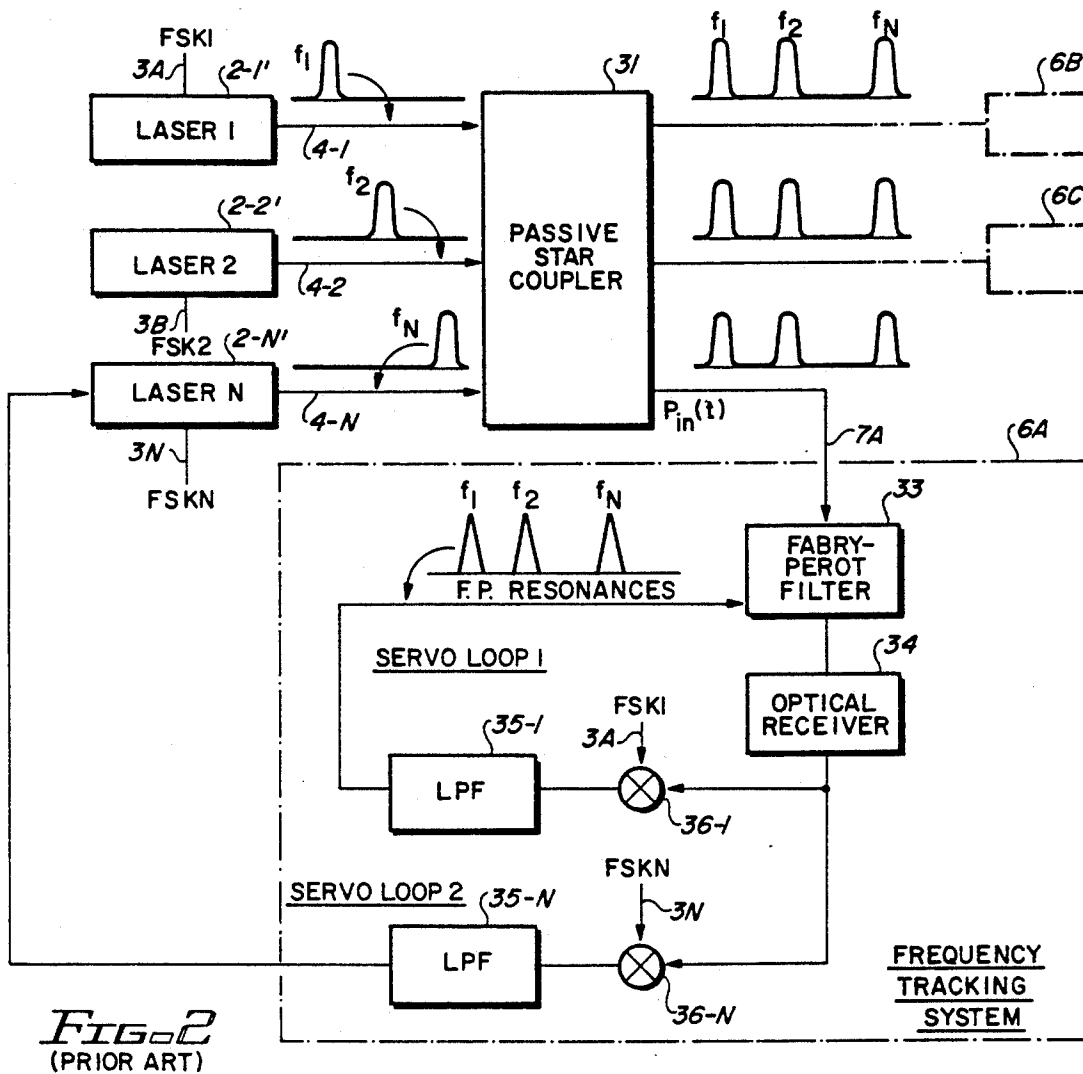 FSK1
3A
2-1'
LASER 1
f1
4-1
31
f1 f2 fN
6B
f2
2-2'
LASER 2
4-2
PASSIVE
STAR
COUPLER
6C
3B
FSK2
2-N'
LASER N
fN
4-N
Pin(t)
7A
3N
FSKN
6A
f1 f2 fN
F.P. RESONANCES
33
FABRY-
PEROT
FILTER
SERVO LOOP 1
34
OPTICAL
RECEIVER
FSK1
3A
35-1
LPF
36-1
SERVO LOOP 2
FSKN
3N
35-N
LPF
36-N
FREQUENCY
TRACKING
SYSTEM
FIG. 2
(PRIOR ART)